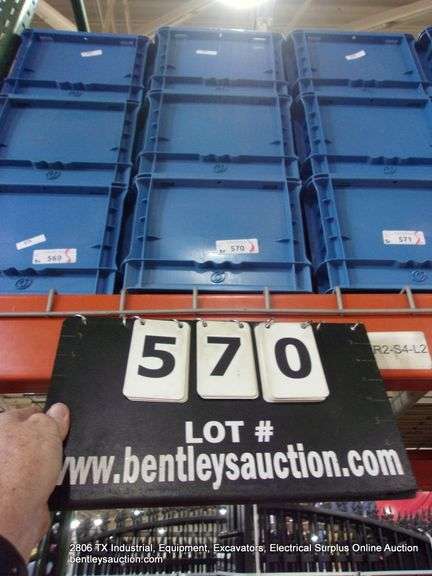 569
570
571
R2-S4-L2
570
LOT #
www.bentleysauction.com
2806 TX Industrial, Equipment, Excavators, Electrical Surplus Online Auction
bentleysauction.com